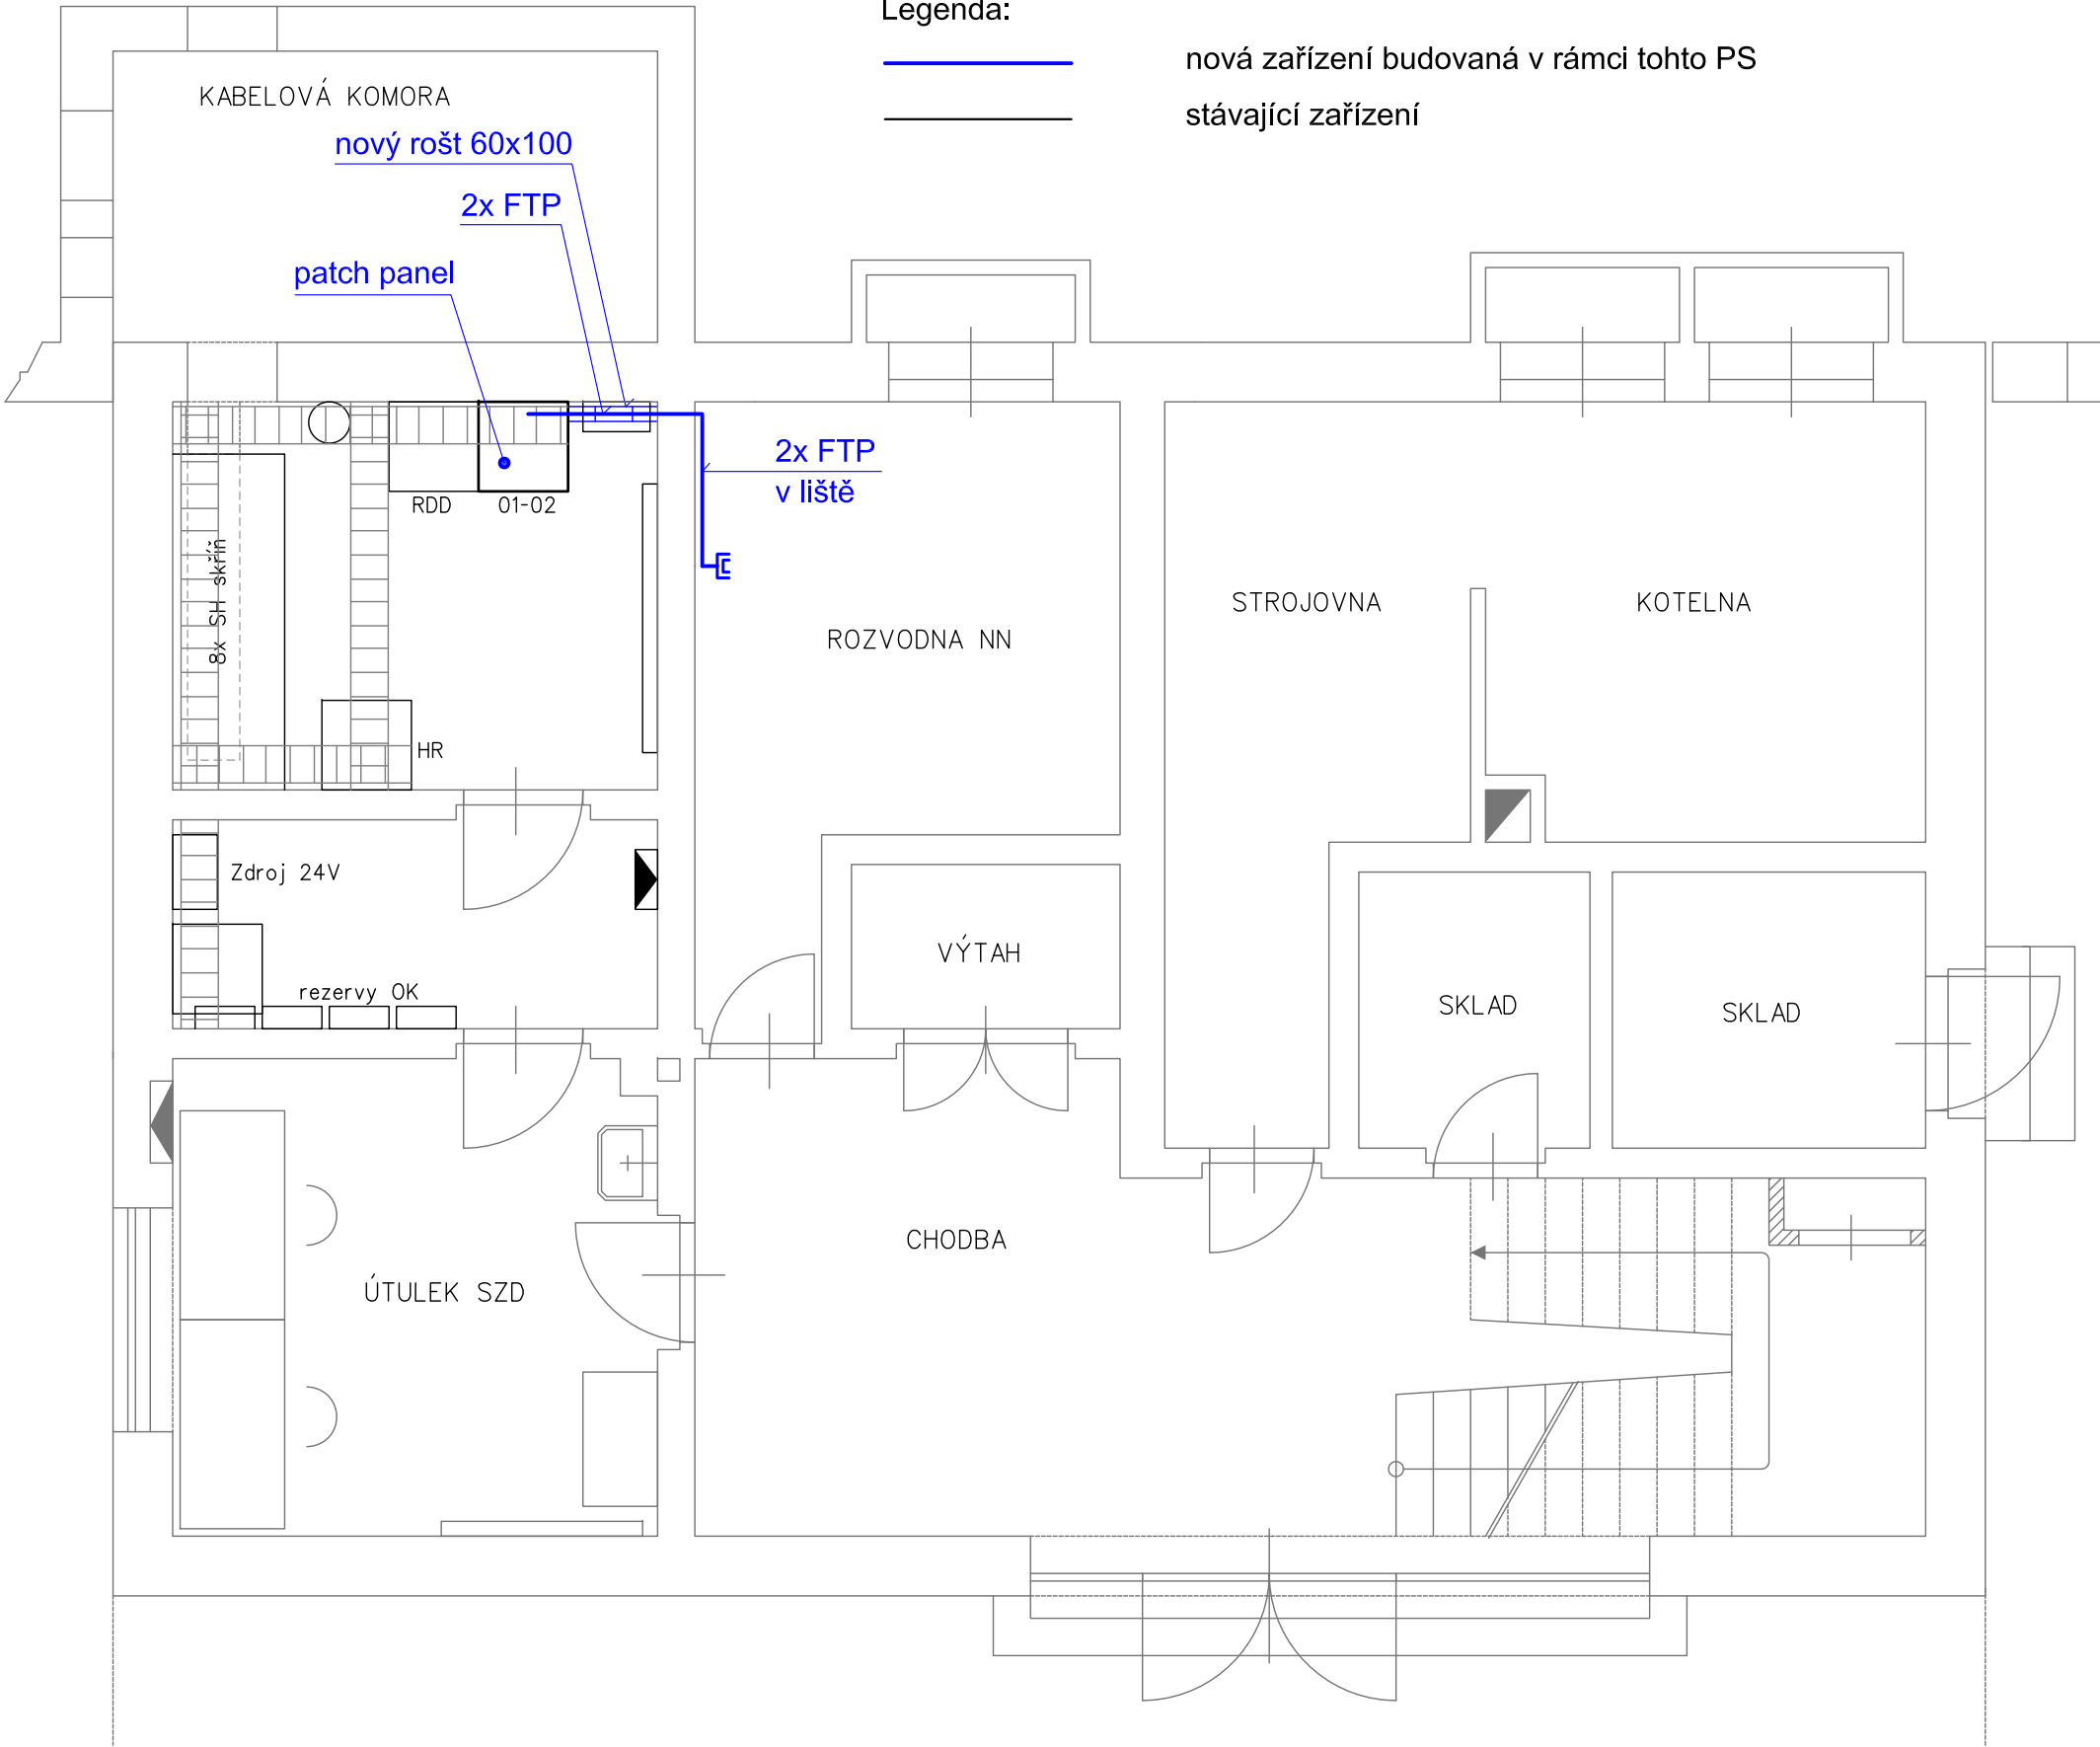 Legenda:
nová zařízení budovaná v rámci tohto PS
stávající zařízení
KABELOVÁ KOMORA
nový rošt 60x100
2x FTP
patch panel
2x FTP
v liště
RDD
01-02
8x SH skříň
STROJOVNA
KOTELNA
ROZVODNA NN
HR
Zdroj 24V
VÝTAH
rezervy OK
SKLAD
SKLAD
CHODBA
ÚTULEK SZD